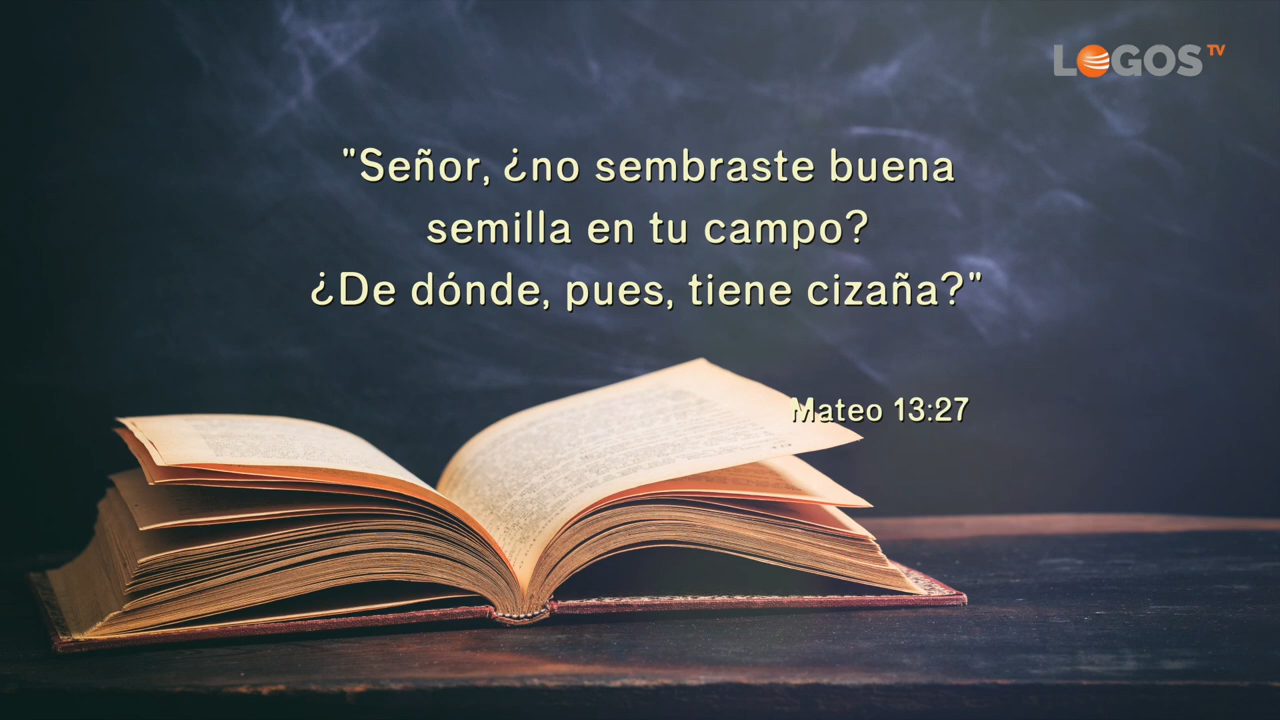 LOGOS TV
"Señor, ¿no sembraste buena
semilla en tu campo?
¿De dónde, pues, tiene cizaña?"
Mateo 13:27